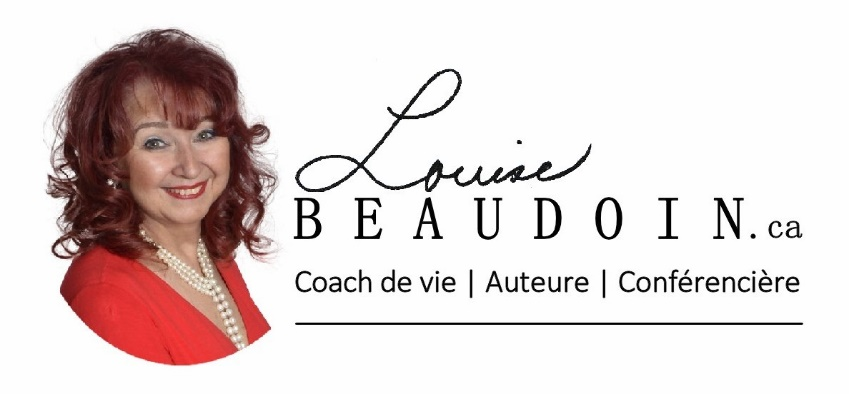 Louise
BEAUDOIN.ca
Coach de vie | Auteure | Conférencière